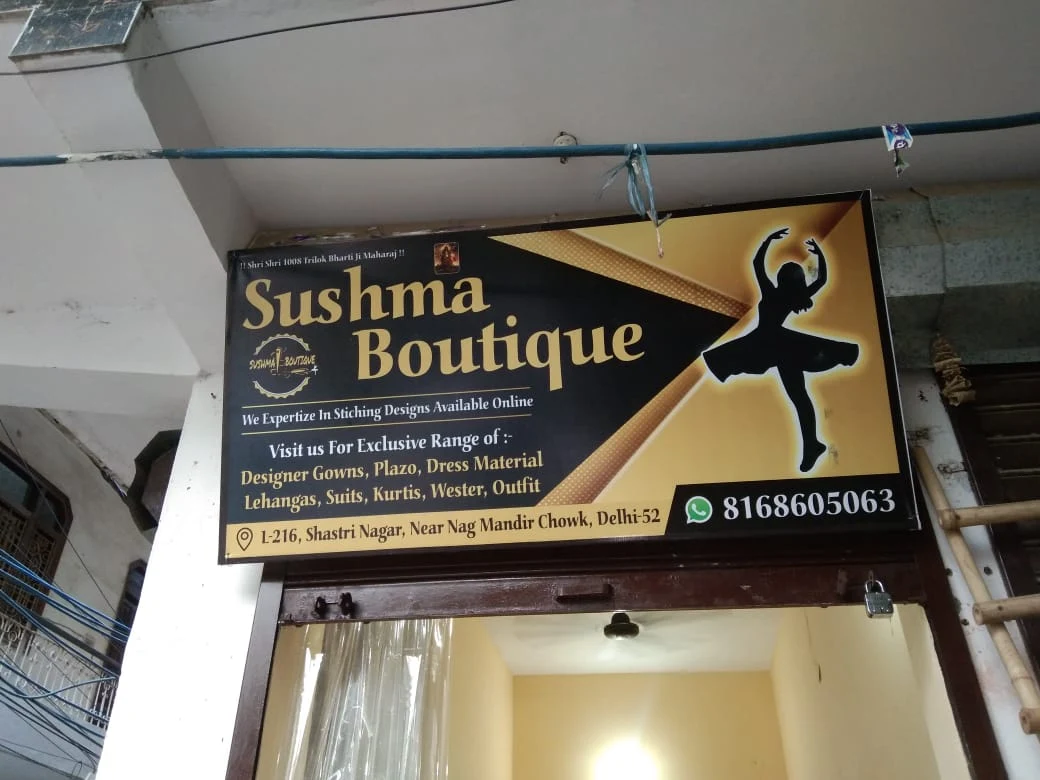 !! Shri Shri 1008 Trilok Bharti Ji Maharaj !!
Sushma
Boutique
SUSHMA BOUTIQUE
We Expertize In Stiching Designs Available Online
Visit us For Exclusive Range of :-
Designer Gowns, Plazo, Dress Material
Lehangas, Suits, Kurtis, Wester, Outfit
L-216, Shastri Nagar, Near Nag Mandir Chowk, Delhi-52
8168605063